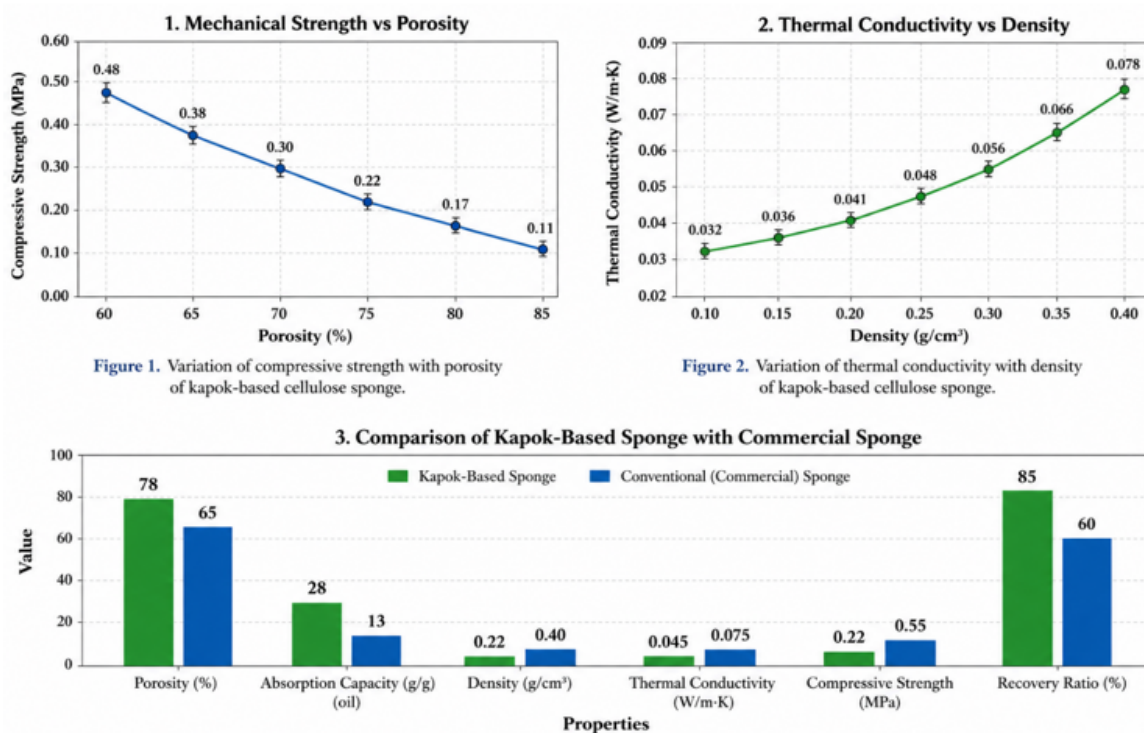 1. Mechanical Strength vs Porosity
Compressive Strength (MPa)
0.60
0.50
0.40
0.30
0.20
0.10
0.00
0.48
0.38
0.30
0.22
0.17
0.11
60
65
70
75
80
85
Porosity (%)
Figure 1. Variation of compressive strength with porosity
of kapok-based cellulose sponge.
2. Thermal Conductivity vs Density
Thermal Conductivity (W/m·K)
0.09
0.08
0.07
0.06
0.05
0.04
0.03
0.02
0.032
0.036
0.041
0.048
0.056
0.066
0.078
0.10
0.15
0.20
0.25
0.30
0.35
0.40
Density (g/cm³)
Figure 2. Variation of thermal conductivity with density
of kapok-based cellulose sponge.
3. Comparison of Kapok-Based Sponge with Commercial Sponge
Kapok-Based Sponge
Conventional (Commercial) Sponge
Value
100
80
60
40
20
0
78
65
28
13
0.22
0.40
0.045
0.075
0.22
0.55
85
60
Porosity (%)
Absorption Capacity (g/g)
(oil)
Density (g/cm³)
Thermal Conductivity
(W/m·K)
Compressive Strength
(MPa)
Recovery Ratio (%)
Properties